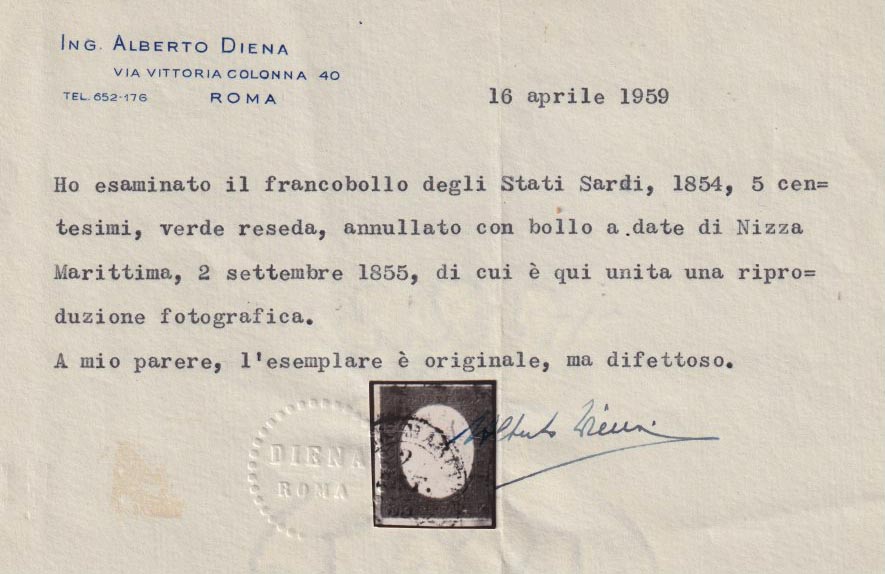 ING. ALBERTO DIENA
VIA VITTORIA COLONNA 40
TEL. 652-176 ROMA
16 aprile 1959
Ho esaminato il francobollo degli Stati Sardi, 1854, 5 cen=
tesimi, verde reseda, annullato con bollo a.date di Nizza
Marittima, 2 settembre 1855, di cui è qui unita una ripro=
duzione fotografica.
A mio parere, l'esemplare è originale, ma difettoso.
Alberto Diena
DIENA
ROMA